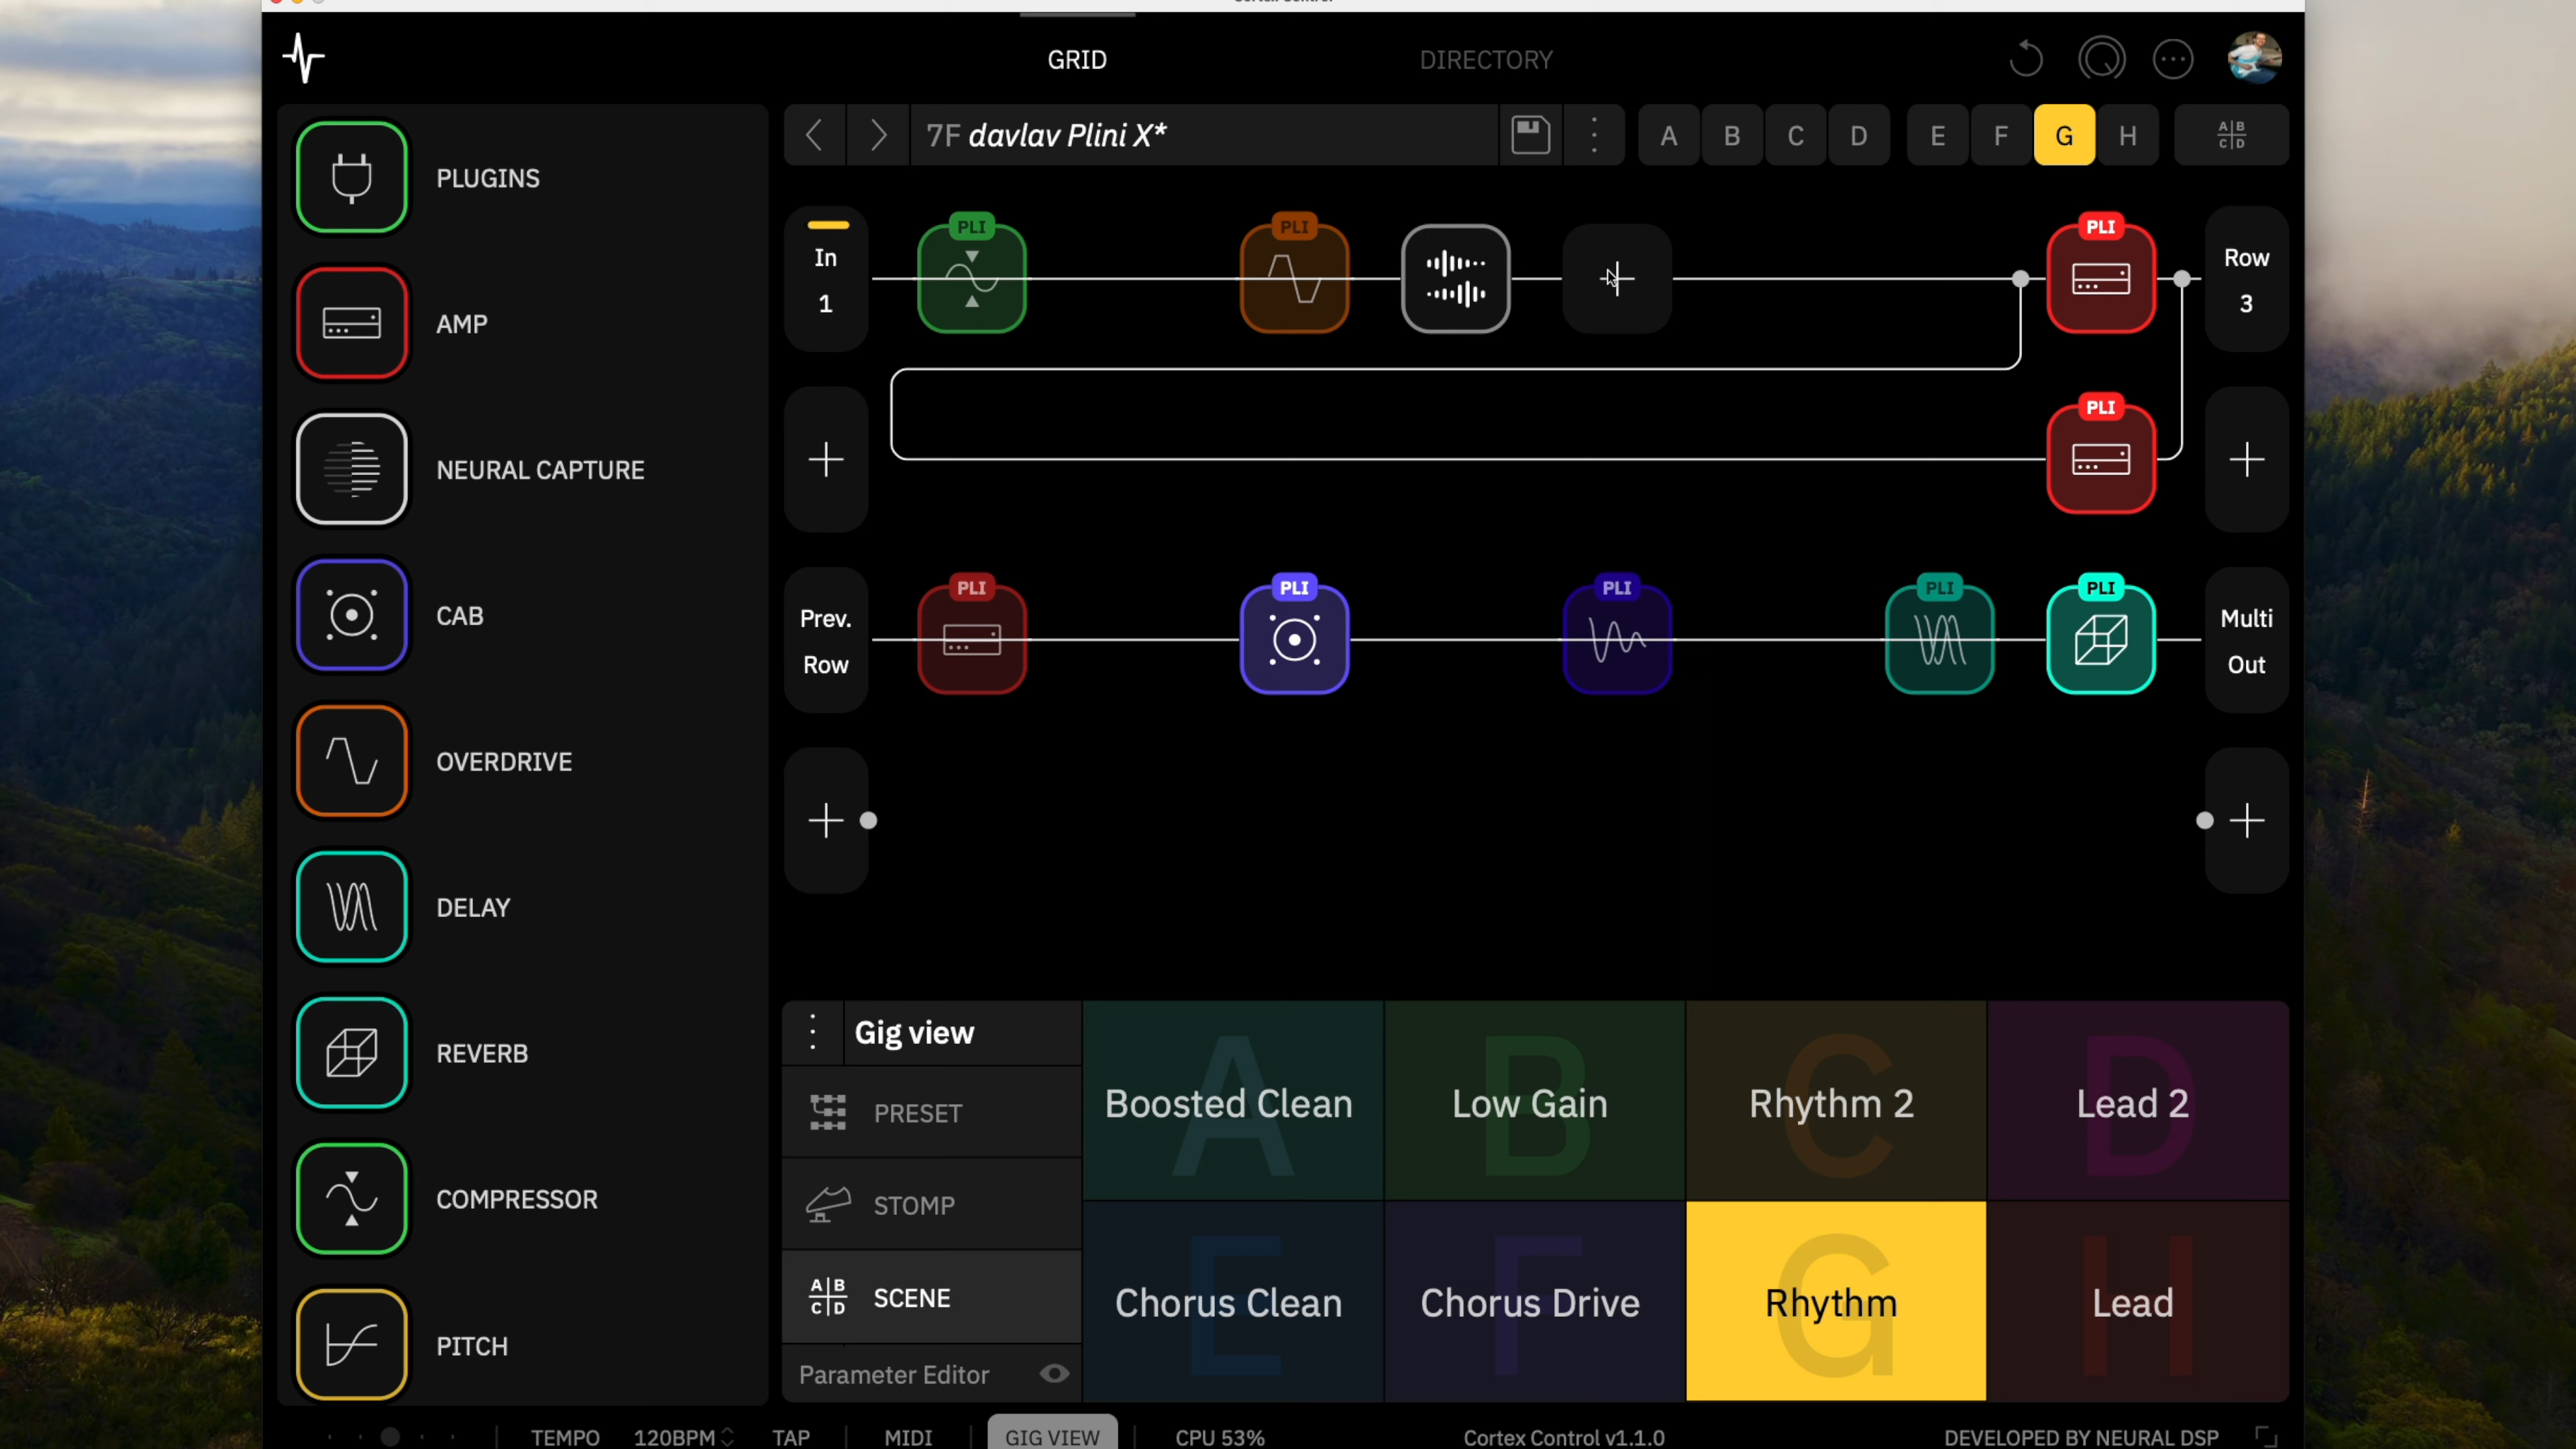 Cortex Control
GRID
DIRECTORY
7F davlav Plini X*
A
B
C
D
E
F
G
H
A|B
C|D
PLUGINS
AMP
NEURAL CAPTURE
CAB
OVERDRIVE
DELAY
REVERB
COMPRESSOR
PITCH
In
1
PLI
PLI
PLI
Row
3
PLI
Prev.
Row
PLI
PLI
PLI
PLI
PLI
Multi
Out
Gig view
PRESET
STOMP
A|B
C|D
SCENE
Parameter Editor
A
Boosted Clean
B
Low Gain
C
Rhythm 2
D
Lead 2
E
Chorus Clean
F
Chorus Drive
G
Rhythm
H
Lead
TEMPO
120BPM
TAP
MIDI
GIG VIEW
CPU 53%
Cortex Control v1.1.0
DEVELOPED BY NEURAL DSP